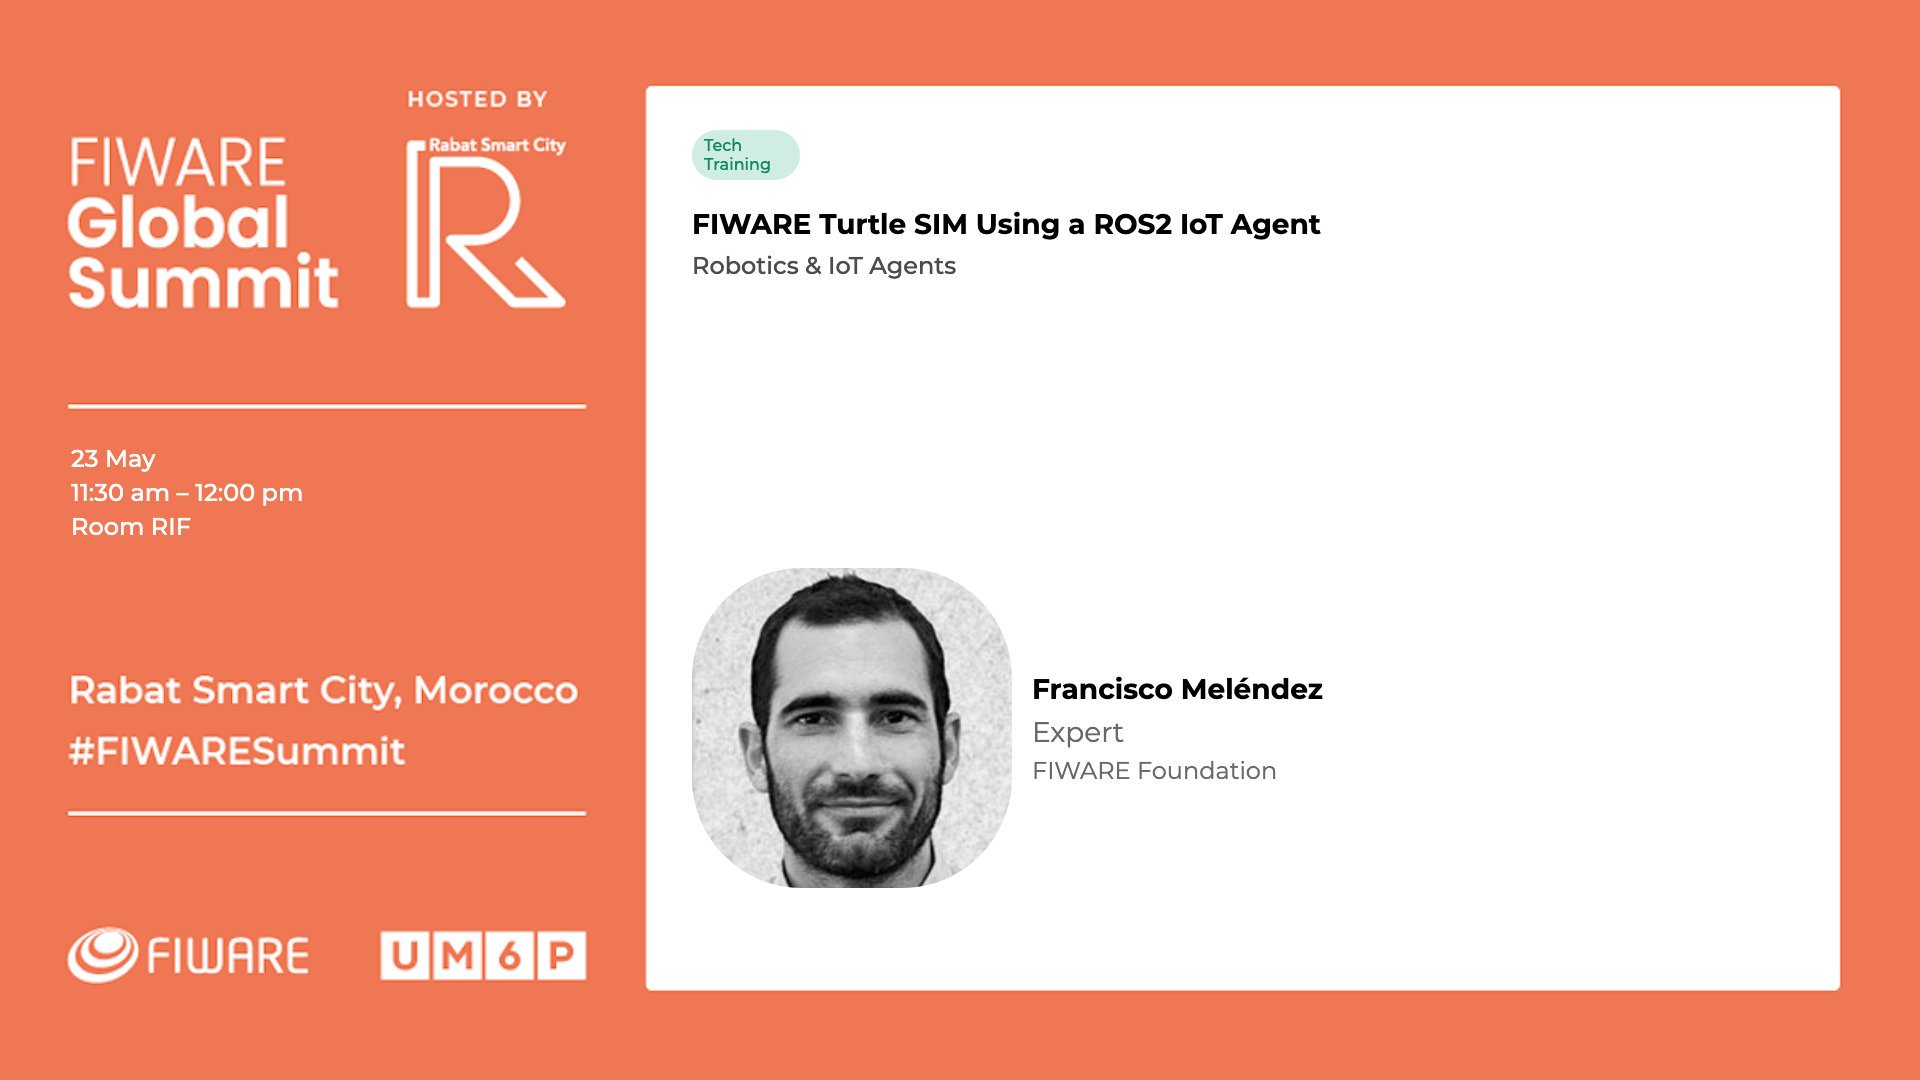 HOSTED BY
FIWARE
Global
Summit
Rabat Smart City
R
23 May
11:30 am – 12:00 pm
Room RIF
Rabat Smart City, Morocco
#FIWARESummit
FIWARE
UM6P
Tech
Training
FIWARE Turtle SIM Using a ROS2 IoT Agent
Robotics & IoT Agents
Francisco Meléndez
Expert
FIWARE Foundation